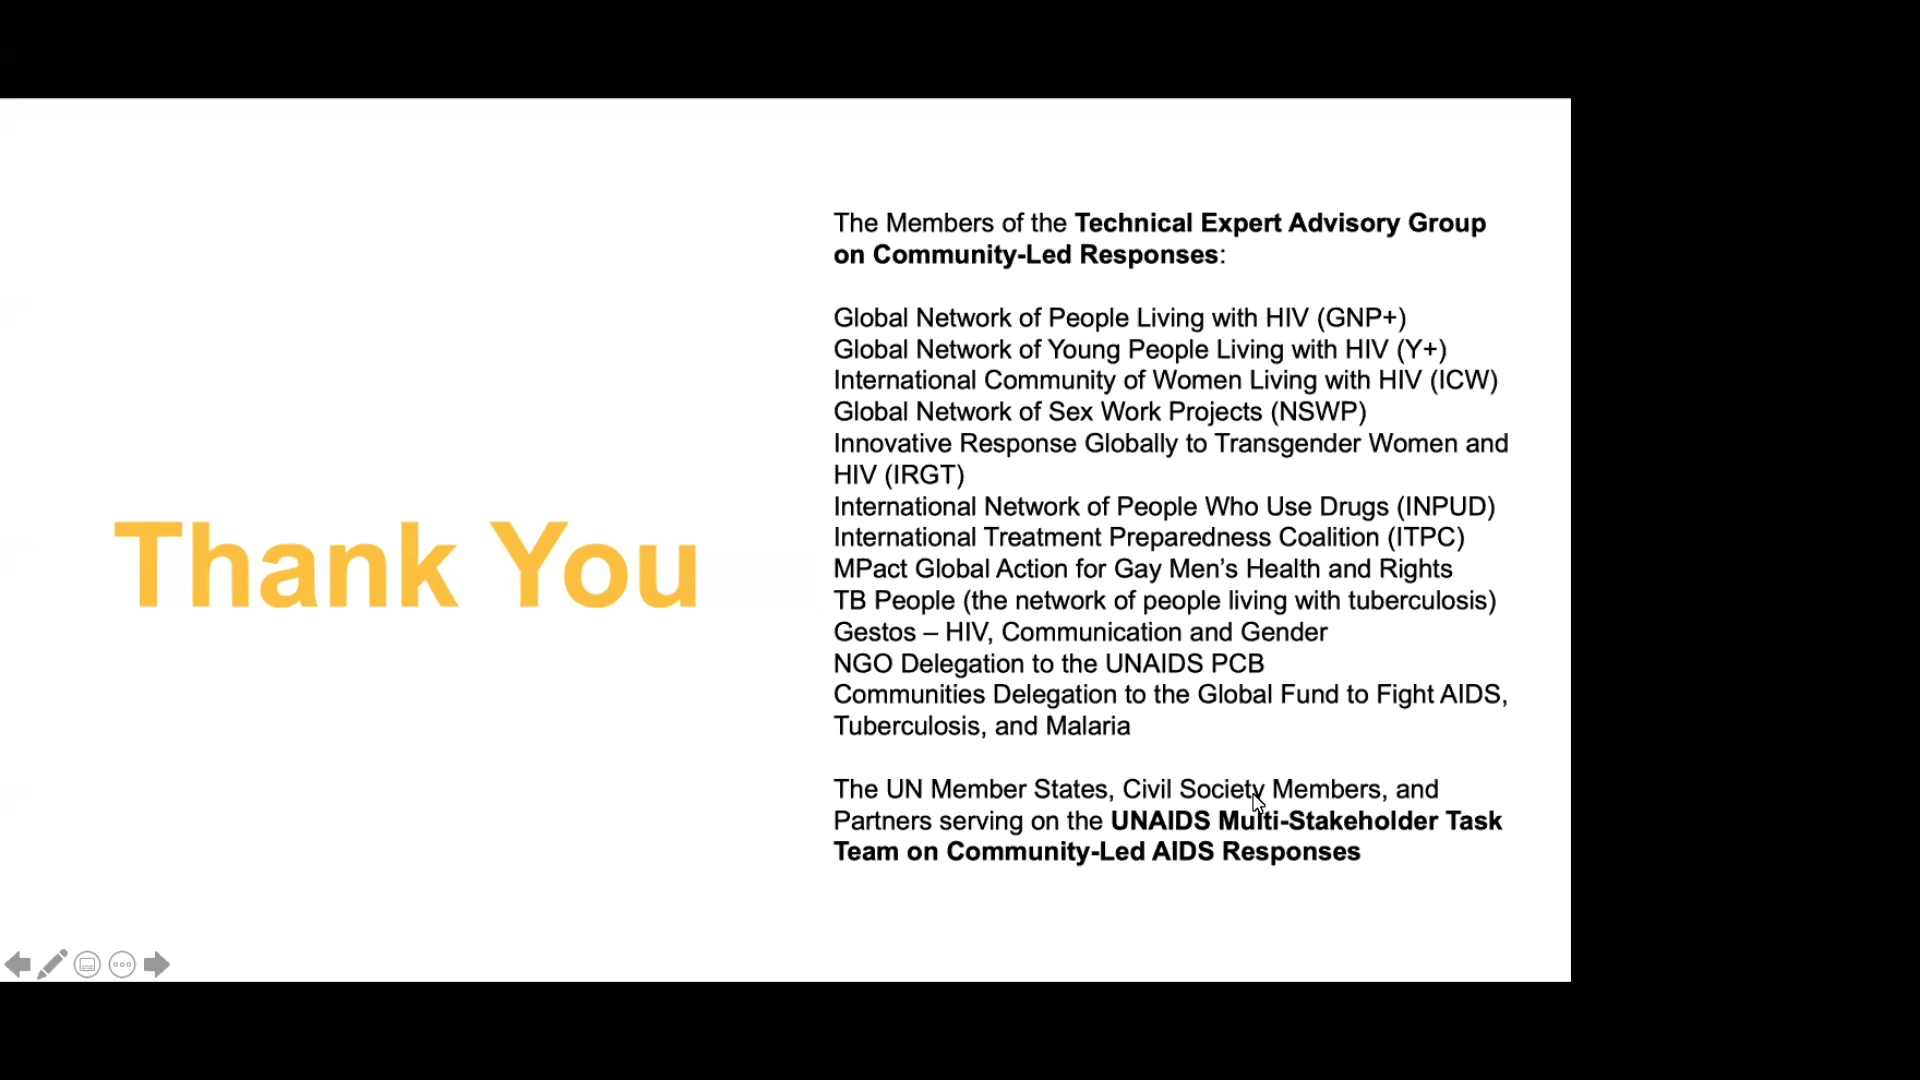 Thank You
The Members of the Technical Expert Advisory Group
on Community-Led Responses:
Global Network of People Living with HIV (GNP+)
Global Network of Young People Living with HIV (Y+)
International Community of Women Living with HIV (ICW)
Global Network of Sex Work Projects (NSWP)
Innovative Response Globally to Transgender Women and
HIV (IRGT)
International Network of People Who Use Drugs (INPUD)
International Treatment Preparedness Coalition (ITPC)
MPact Global Action for Gay Men’s Health and Rights
TB People (the network of people living with tuberculosis)
Gestos – HIV, Communication and Gender
NGO Delegation to the UNAIDS PCB
Communities Delegation to the Global Fund to Fight AIDS,
Tuberculosis, and Malaria
The UN Member States, Civil Society Members, and
Partners serving on the UNAIDS Multi-Stakeholder Task
Team on Community-Led AIDS Responses